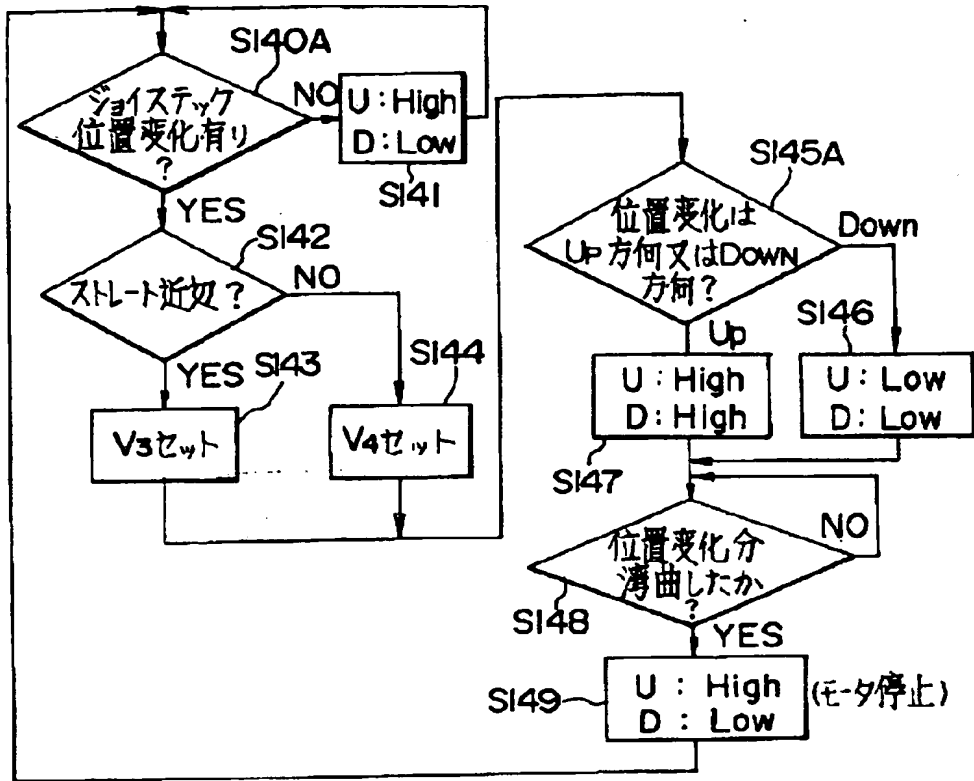 S140A
ジョイステック
位置変化有り
?
NO
U : High
D : Low
S141
YES
S142
ストレート近処?
NO
YES
S143
V3セット
S144
V4セット
S145A
位置変化は
Up方何又はDOWN
方何?
Down
Up
S146
U : Low
D : Low
U : High
D : High
S147
位置変化分
湾曲したか
?
NO
S148
YES
S149
U : High
D : Low
(モータ停止)